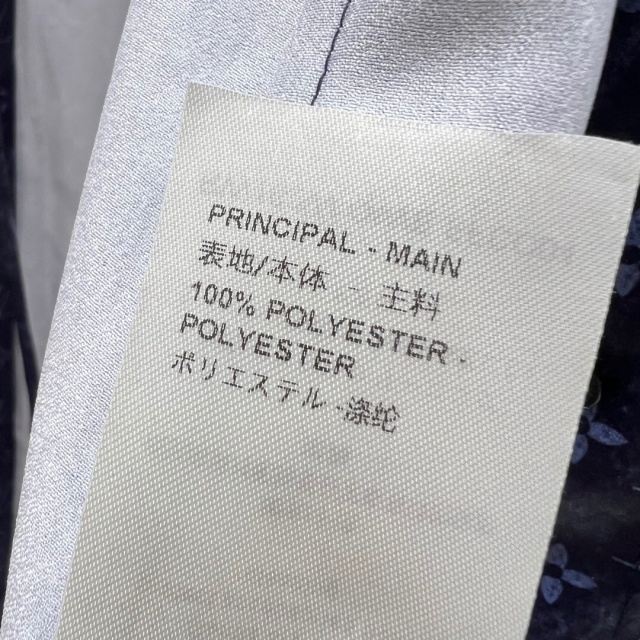 PRINCIPAL - MAIN
表地/本体 - 主料
100% POLYESTER -
POLYESTER
ポリエステル -涤纶